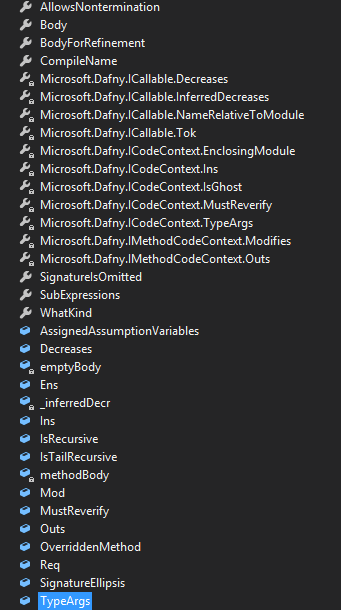 AllowsNontermination
Body
BodyForRefinement
CompileName
Microsoft.Dafny.ICallable.Decreases
Microsoft.Dafny.ICallable.InferredDecreases
Microsoft.Dafny.ICallable.NameRelativeToModule
Microsoft.Dafny.ICallable.Tok
Microsoft.Dafny.ICodeContext.EnclosingModule
Microsoft.Dafny.ICodeContext.Ins
Microsoft.Dafny.ICodeContext.IsGhost
Microsoft.Dafny.ICodeContext.MustReverify
Microsoft.Dafny.ICodeContext.TypeArgs
Microsoft.Dafny.IMethodCodeContext.Modifies
Microsoft.Dafny.IMethodCodeContext.Outs
SignatureIsOmitted
SubExpressions
WhatKind
AssignedAssumptionVariables
Decreases
emptyBody
Ens
_inferredDecr
Ins
IsRecursive
IsTailRecursive
methodBody
Mod
MustReverify
Outs
OverriddenMethod
Req
SignatureEllipsis
TypeArgs